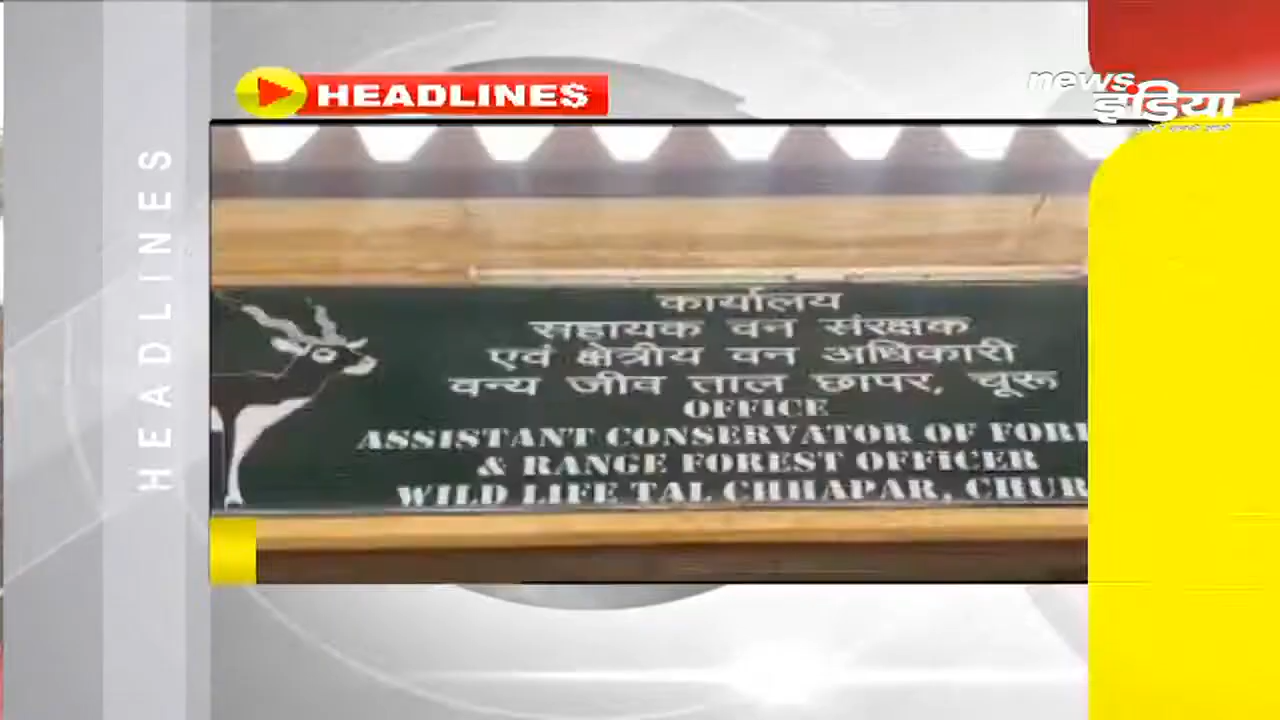 HEADLINES
news
इंडिया
HEADLINES
कार्यालय
सहायक वन संरक्षक
एवं क्षेत्रीय वन अधिकारी
वन्य जीव ताल छापर, चूरू
OFFICE
ASSISTANT CONSERVATOR OF FORE
& RANGE FOREST OFFICER
WILD LIFE TAL CHHAPAR, CHUR